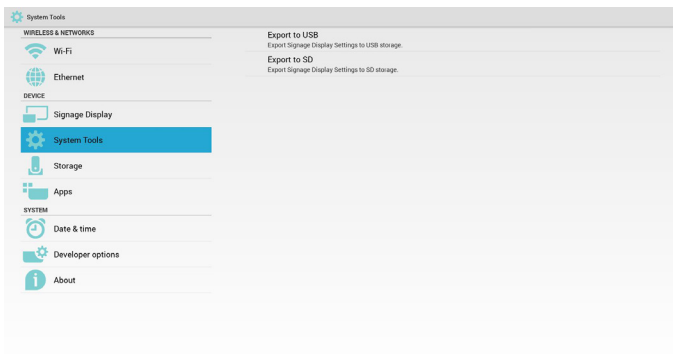 System Tools
WIRELESS & NETWORKS
Wi-Fi
Ethernet
DEVICE
Signage Display
System Tools
Storage
Apps
SYSTEM
Date & time
Developer options
About
Export to USB
Export Signage Display Settings to USB storage.
Export to SD
Export Signage Display Settings to SD storage.